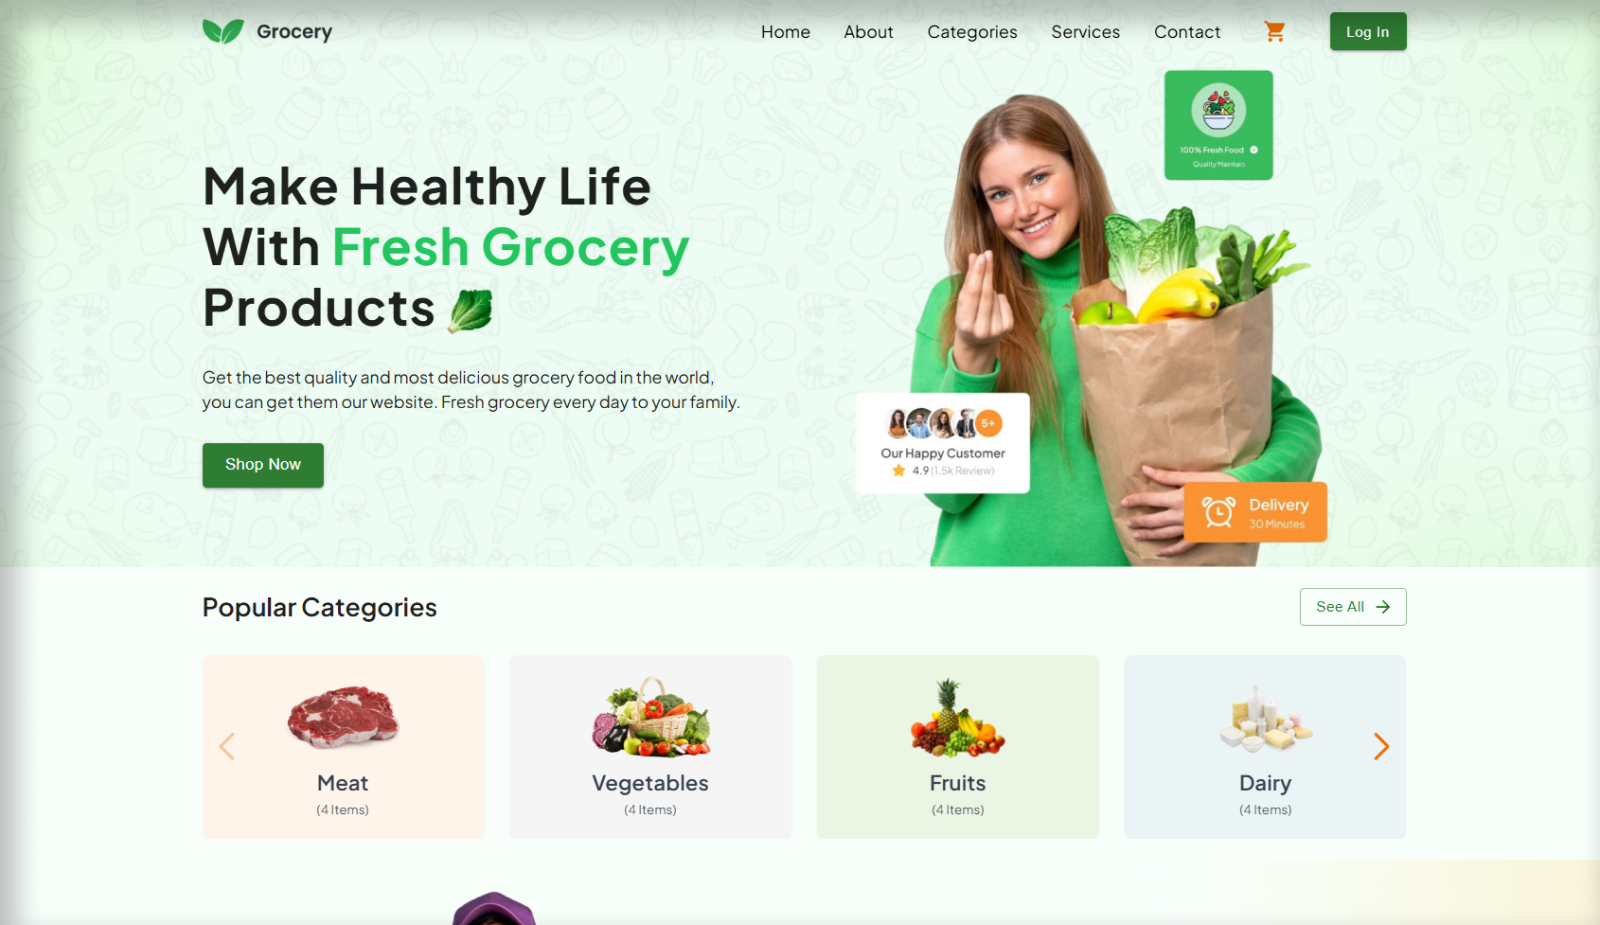 Grocery
Home
About
Categories
Services
Contact
Log In
100% Fresh Food
Quality Maintain
Make Healthy Life
With Fresh Grocery
Products
Get the best quality and most delicious grocery food in the world,
you can get them our website. Fresh grocery every day to your family.
Shop Now
5+
Our Happy Customer
4.9 (1.5k Review)
Delivery
30 Minutes
Popular Categories
See All
Meat
(4 Items)
Vegetables
(4 Items)
Fruits
(4 Items)
Dairy
(4 Items)